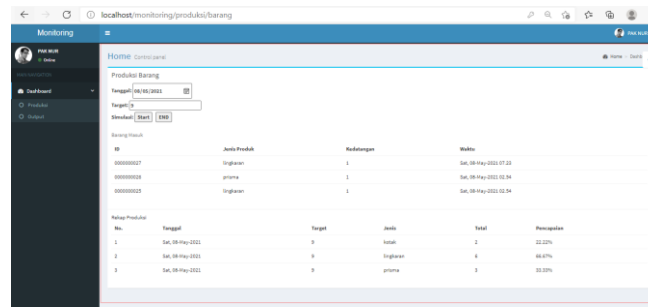 localhost/monitoring/produksi/barang
Monitoring
PAK NUR
PAK NUR
Online
Home Control panel
Home
MAIN NAVIGATION
Dashboard
Produksi
Output
Produksi Barang
Tanggal: 08/05/2021
Target: 9
Simulasi: Start END
Barang Masuk
ID Jenis Produk Kedatangan Waktu
0000000027 lingkaran 1 Sat, 08-May-2021 07.23
0000000026 prisma 1 Sat, 08-May-2021 02.54
0000000025 lingkaran 1 Sat, 08-May-2021 02.54
Rekap Produksi
No. Tanggal Target Jenis Total Pencapaian
1 Sat, 08-May-2021 9 kotak 2 22.22%
2 Sat, 08-May-2021 9 lingkaran 6 66.67%
3 Sat, 08-May-2021 9 prisma 3 33.33%